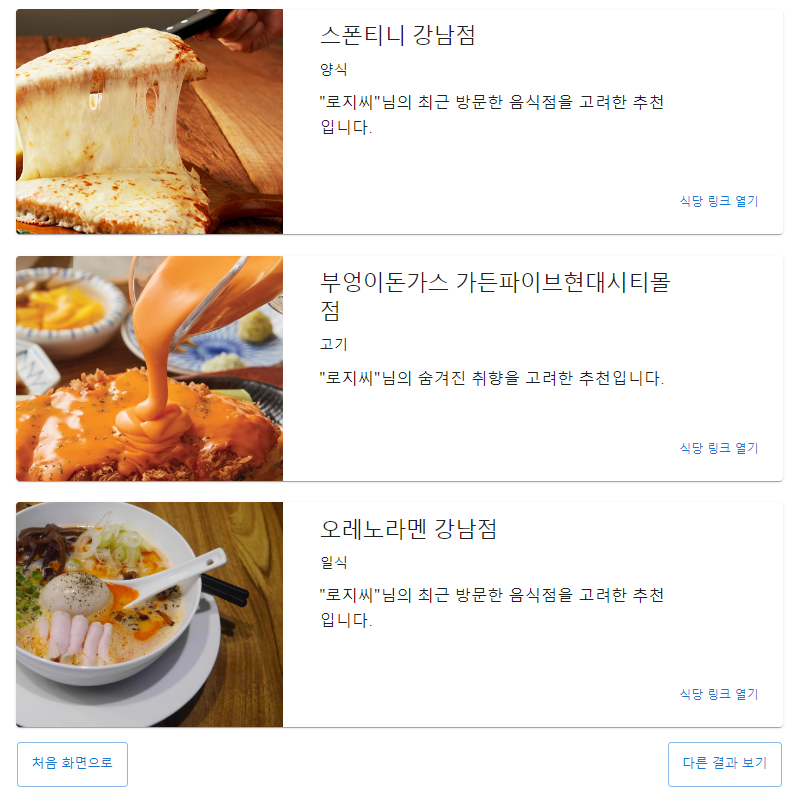 스폰티니 강남점
양식
"로지씨"님의 최근 방문한 음식점을 고려한 추천
입니다.
식당 링크 열기
부엉이돈가스 가든파이브현대시티몰
점
고기
"로지씨"님의 숨겨진 취향을 고려한 추천입니다.
식당 링크 열기
오레노라멘 강남점
일식
"로지씨"님의 최근 방문한 음식점을 고려한 추천
입니다.
식당 링크 열기
처음 화면으로
다른 결과 보기